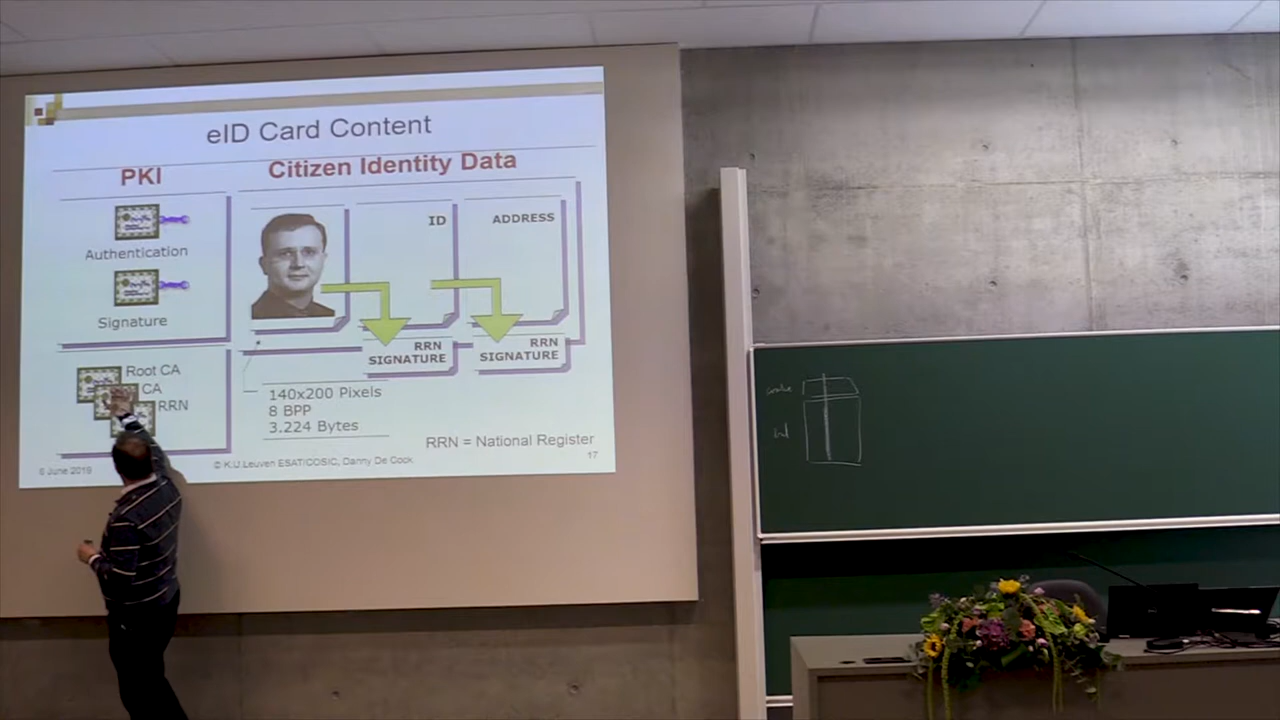 eID Card Content
PKI
Citizen Identity Data
Authentication
Signature
ID
ADDRESS
RRN
SIGNATURE
RRN
SIGNATURE
Root CA
CA
RRN
140x200 Pixels
8 BPP
3.224 Bytes
RRN = National Register
6 June 2019
© K.U.Leuven ESAT/COSIC, Danny De Cock
17